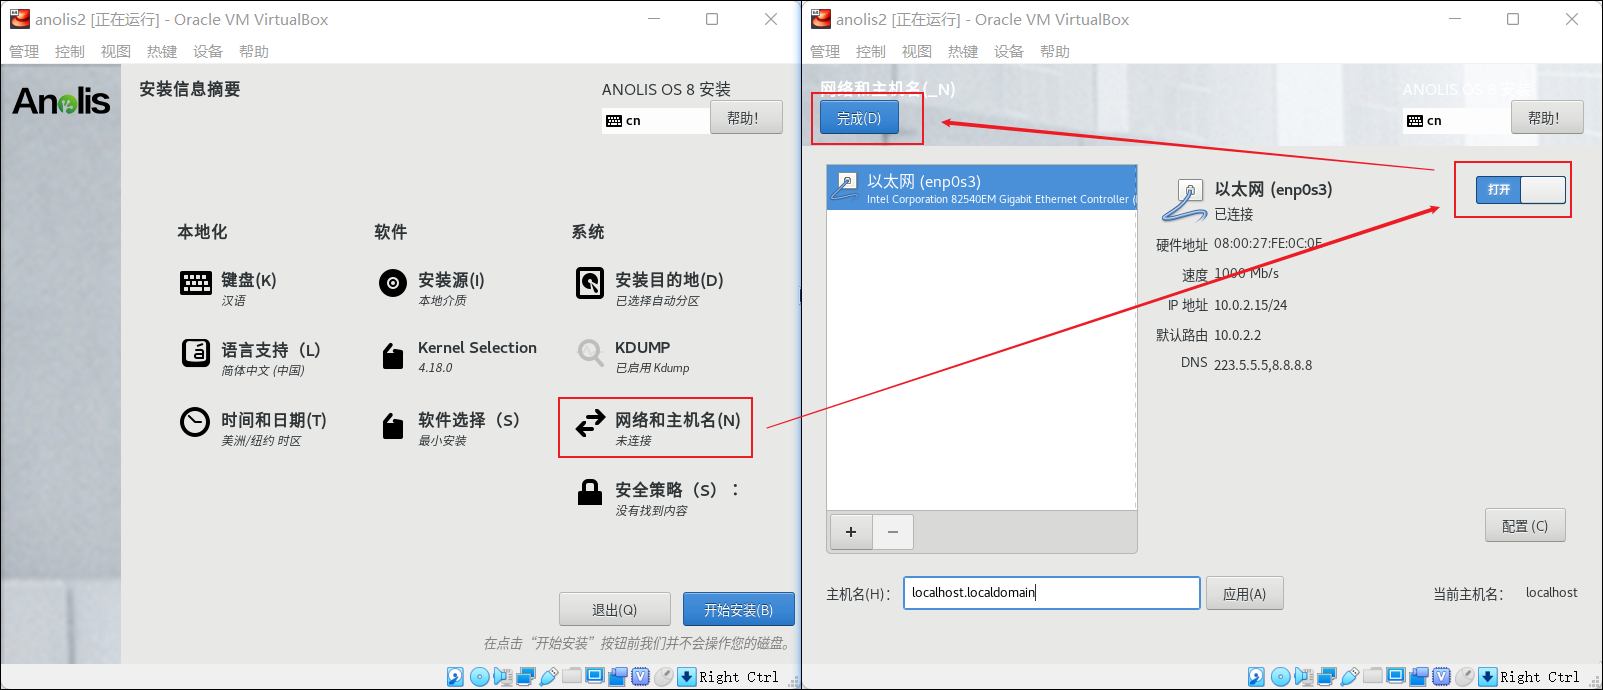 anolis2 [正在运行] - Oracle VM VirtualBox
管理 控制 视图 热键 设备 帮助
Anolis
安装信息摘要
ANOLIS OS 8 安装
cn
帮助！
本地化
软件
系统
键盘(K)
汉语
安装源(I)
本地介质
安装目的地(D)
已选择自动分区
语言支持（L）
简体中文 (中国)
Kernel Selection
4.18.0
KDUMP
已启用 Kdump
时间和日期(T)
美洲/纽约 时区
软件选择（S）
最小安装
网络和主机名(N)
未连接
安全策略（S）：
没有找到内容
退出(Q)
开始安装(B)
在点击“开始安装”按钮前我们并不会操作您的磁盘。
Right Ctrl
anolis2 [正在运行] - Oracle VM VirtualBox
管理 控制 视图 热键 设备 帮助
网络和主机名(_N)
ANOLIS OS 8 安装
完成(D)
cn
帮助！
以太网 (enp0s3)
Intel Corporation 82540EM Gigabit Ethernet Controller (
以太网 (enp0s3)
已连接
打开
硬件地址 08:00:27:FE:0C:0F
速度 1000 Mb/s
IP 地址 10.0.2.15/24
默认路由 10.0.2.2
DNS 223.5.5.5,8.8.8.8
+ −
配置 (C)
主机名(H)： localhost.localdomain 应用(A) 当前主机名： localhost
Right Ctrl